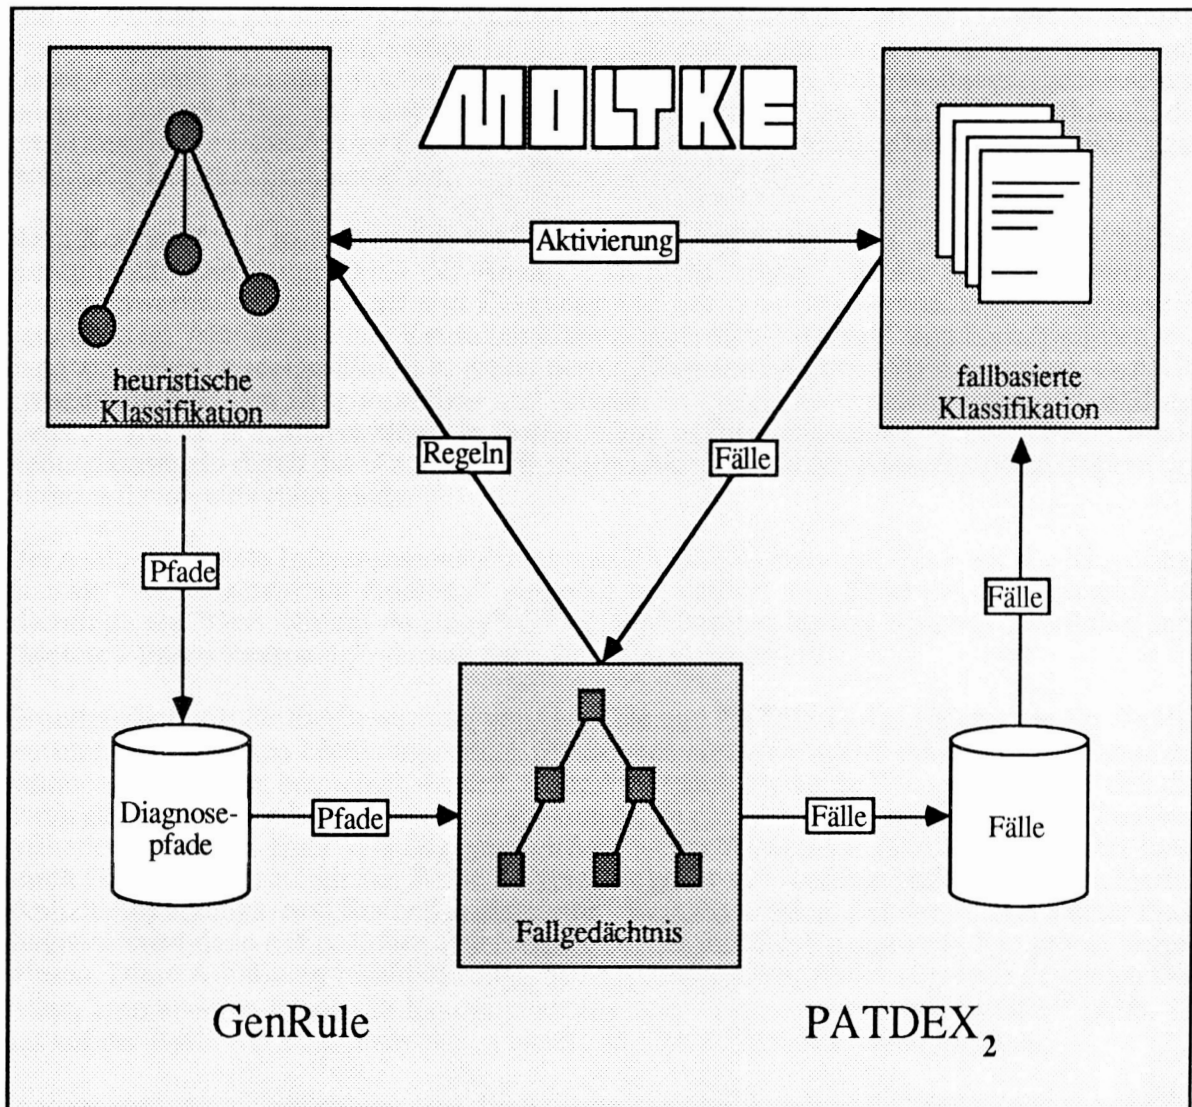 MOLTKE
Aktivierung
heuristische
Klassifikation
fallbasierte
Klassifikation
Regeln
Fälle
Pfade
Fälle
Diagnose-
pfade
Pfade
Fälle
Fälle
Fallgedächtnis
GenRule
PATDEX2